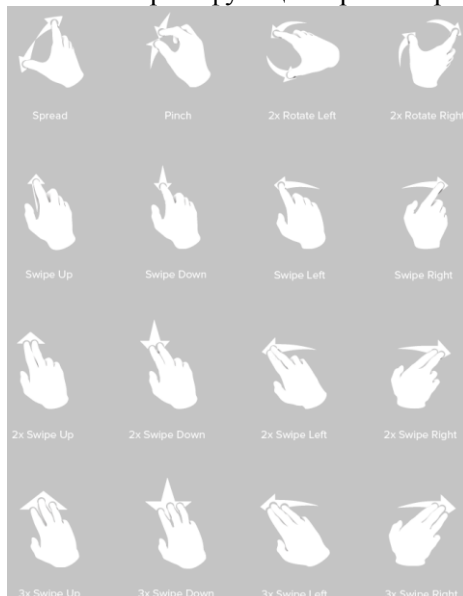 Spread Pinch 2x Rotate Left 2x Rotate Right
Swipe Up Swipe Down Swipe Left Swipe Right
2x Swipe Up 2x Swipe Down 2x Swipe Left 2x Swipe Right
3x Swipe Up 3x Swipe Down 3x Swipe Left 3x Swipe Right